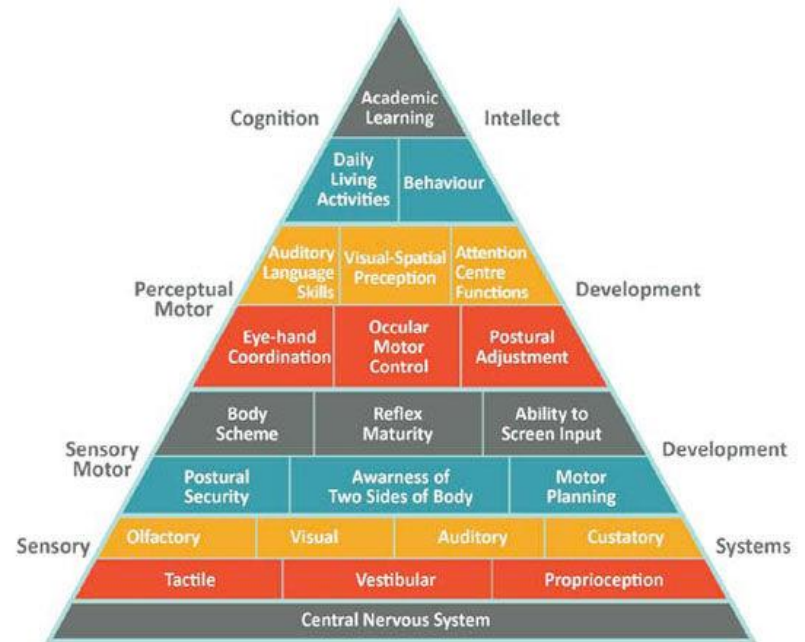 Academic
Learning
Cognition
Intellect
Daily
Living
Activities
Behaviour
Auditory
Language
Skills
Visual-Spatial
Preception
Attention
Centre
Functions
Perceptual
Motor
Development
Eye-hand
Coordination
Occular
Motor
Control
Postural
Adjustment
Body
Scheme
Reflex
Maturity
Ability to
Screen Input
Sensory
Motor
Development
Postural
Security
Awarness of
Two Sides of Body
Motor
Planning
Sensory
Olfactory
Visual
Auditory
Custatory
Systems
Tactile
Vestibular
Proprioception
Central Nervous System